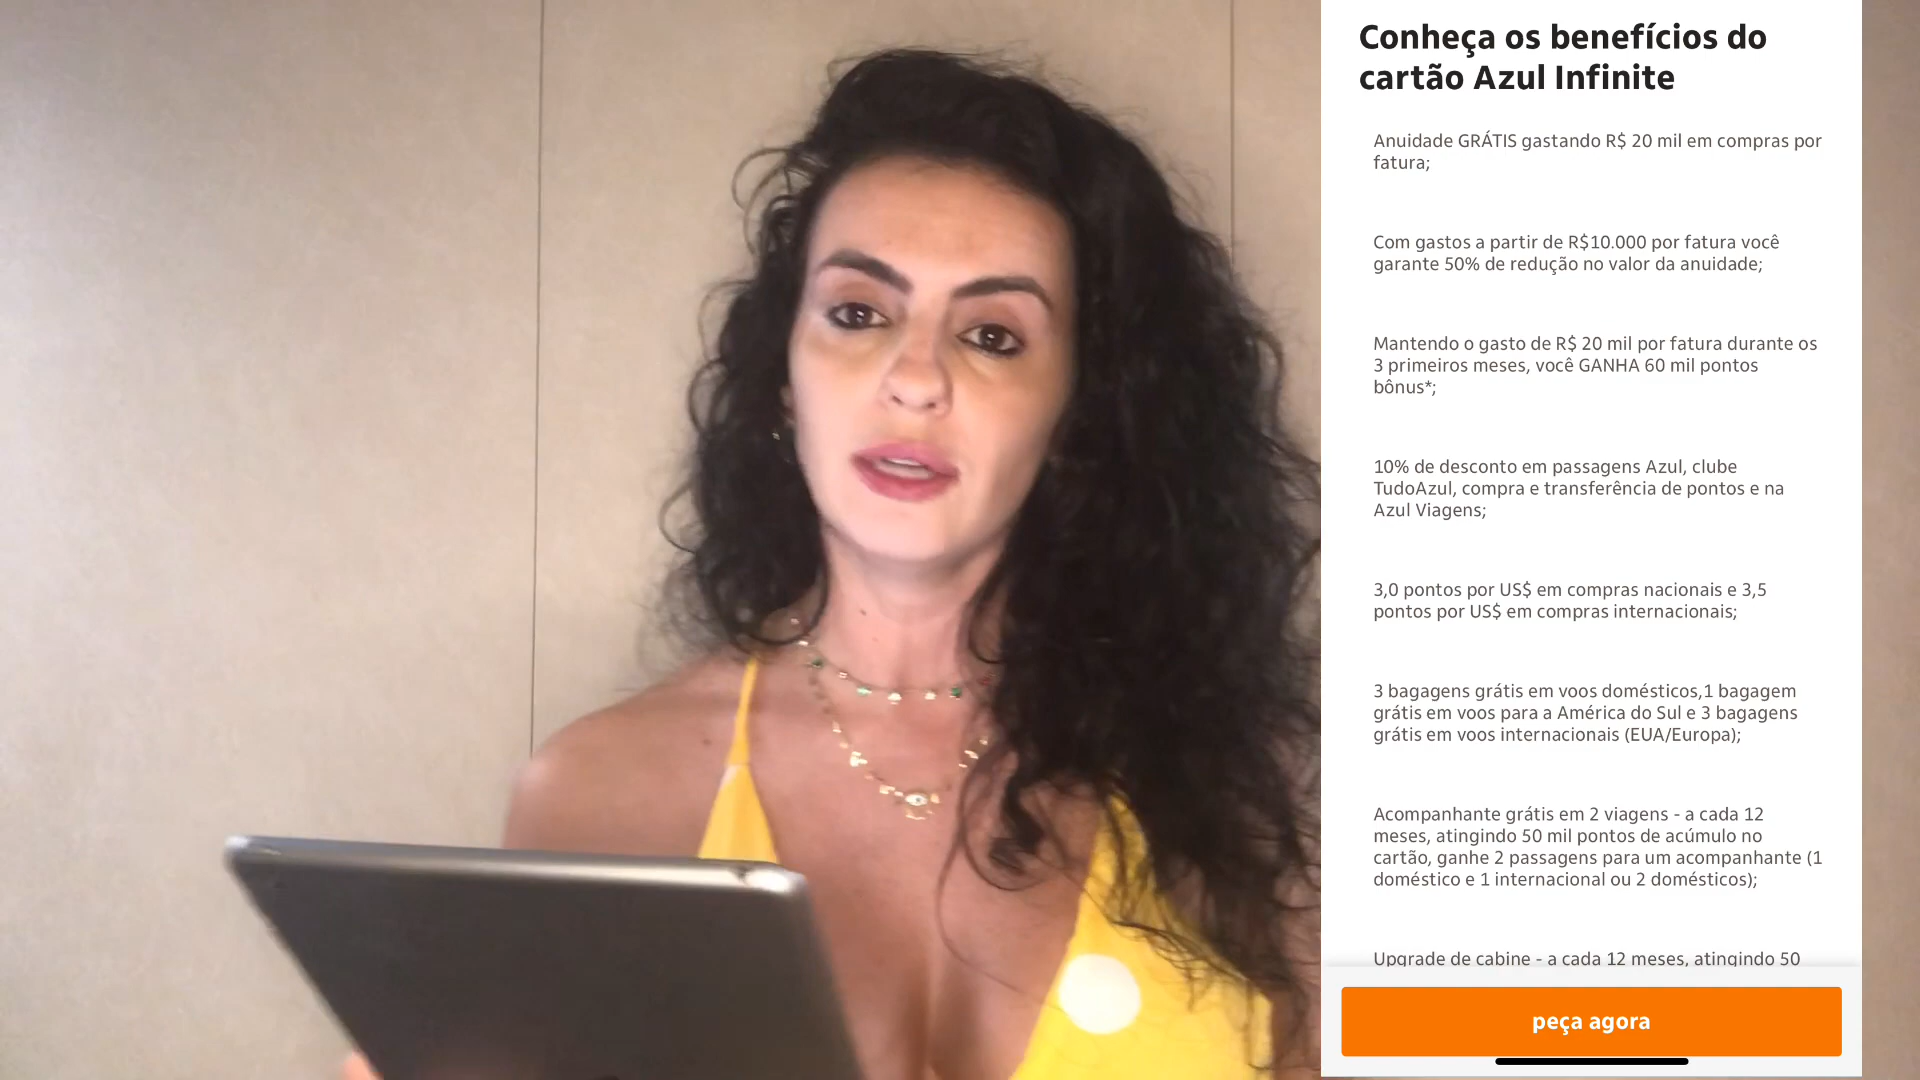 Conheça os benefícios do
cartão Azul Infinite
Anuidade GRÁTIS gastando R$ 20 mil em compras por
fatura;
Com gastos a partir de R$10.000 por fatura você
garante 50% de redução no valor da anuidade;
Mantendo o gasto de R$ 20 mil por fatura durante os
3 primeiros meses, você GANHA 60 mil pontos
bônus*;
10% de desconto em passagens Azul, clube
TudoAzul, compra e transferência de pontos e na
Azul Viagens;
3,0 pontos por US$ em compras nacionais e 3,5
pontos por US$ em compras internacionais;
3 bagagens grátis em voos domésticos,1 bagagem
grátis em voos para a América do Sul e 3 bagagens
grátis em voos internacionais (EUA/Europa);
Acompanhante grátis em 2 viagens - a cada 12
meses, atingindo 50 mil pontos de acúmulo no
cartão, ganhe 2 passagens para um acompanhante (1
doméstico e 1 internacional ou 2 domésticos);
Upgrade de cabine - a cada 12 meses, atingindo 50
peça agora